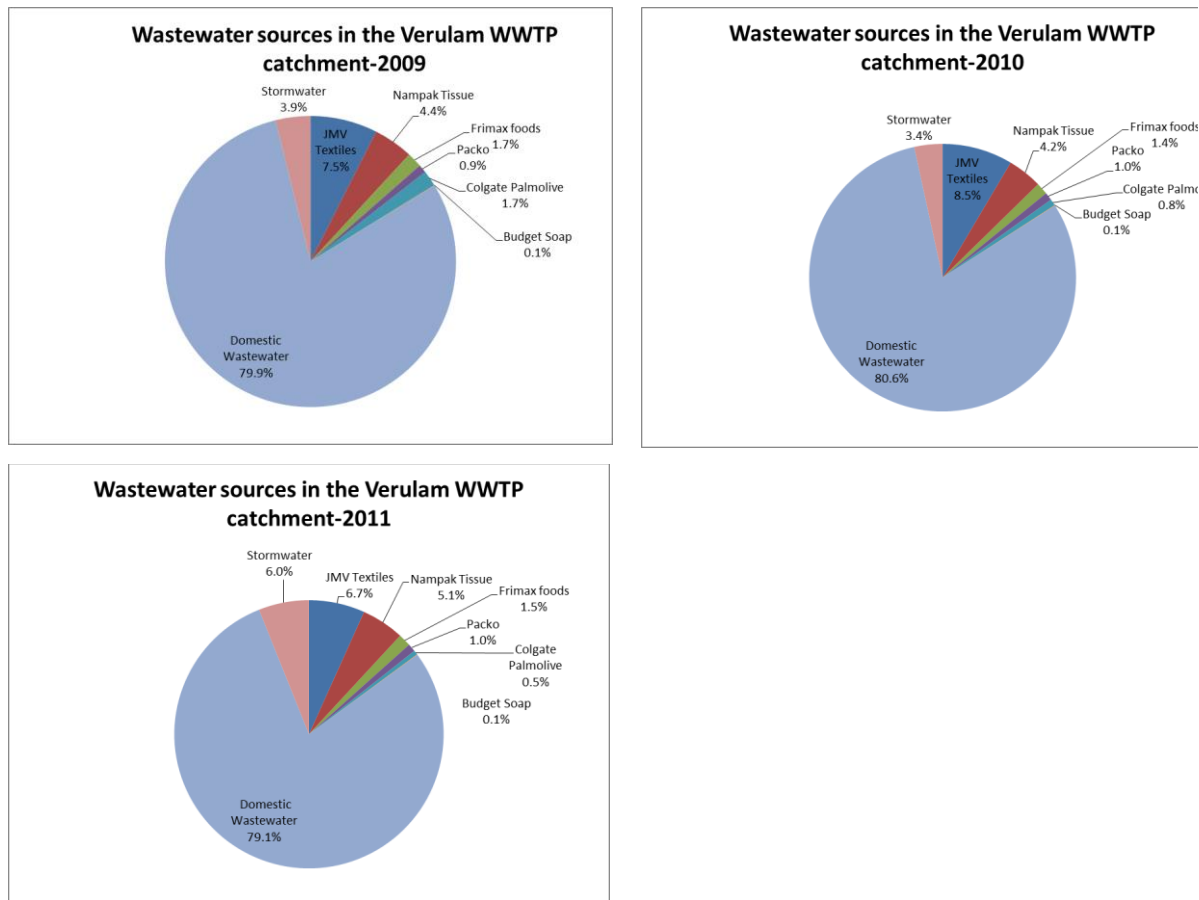 Wastewater sources in the Verulam WWTP
catchment-2009
Stormwater
3.9%
JMV
Textiles
7.5%
Nampak Tissue
4.4%
Frimax foods
1.7%
Packo
0.9%
Colgate Palmolive
1.7%
Budget Soap
0.1%
Domestic
Wastewater
79.9%
Wastewater sources in the Verulam WWTP
catchment-2010
Stormwater
3.4%
JMV
Textiles
8.5%
Nampak Tissue
4.2%
Frimax foods
1.4%
Packo
1.0%
Colgate Palmo
0.8%
Budget Soap
0.1%
Domestic
Wastewater
80.6%
Wastewater sources in the Verulam WWTP
catchment-2011
Stormwater
6.0%
JMV Textiles
6.7%
Nampak Tissue
5.1%
Frimax foods
1.5%
Packo
1.0%
Colgate
Palmolive
0.5%
Budget Soap
0.1%
Domestic
Wastewater
79.1%